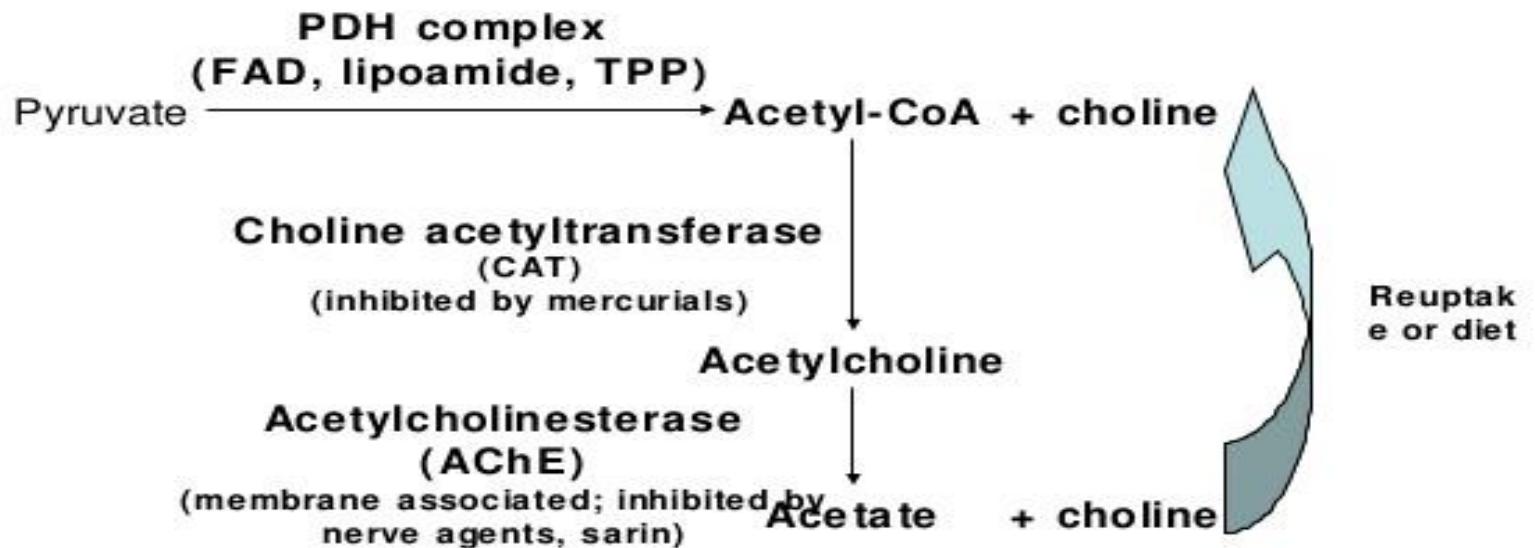 PDH complex
(FAD, lipoamide, TPP)
Pyruvate
Acetyl-CoA + choline
Choline acetyltransferase
(CAT)
(inhibited by mercurials)
Reuptak
e or diet
Acetylcholine
Acetylcholinesterase
(AChE)
(membrane associated; inhibited by
nerve agents, sarin)
Acetate + choline